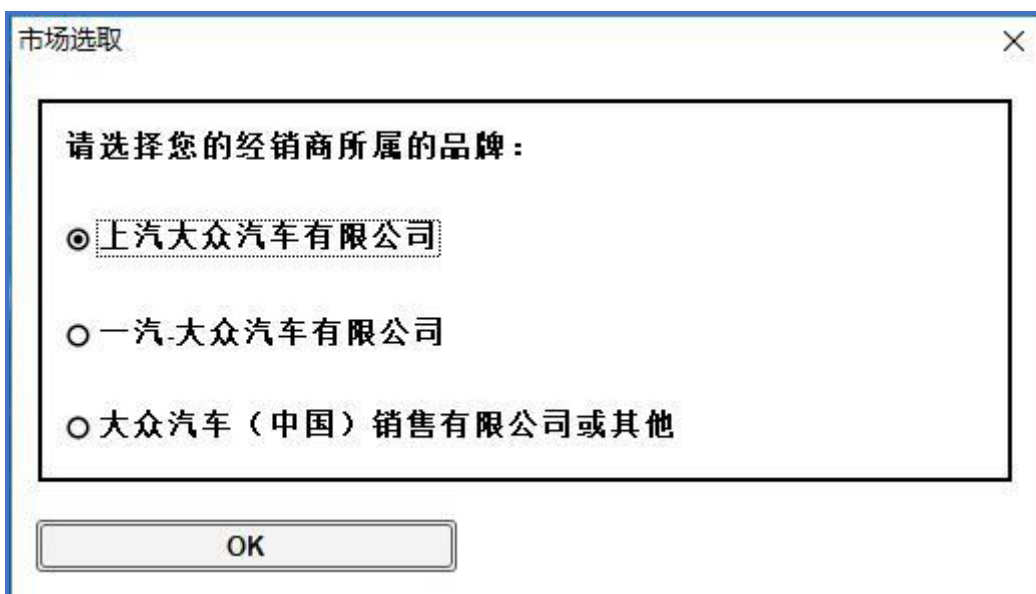 市场选取
请选择您的经销商所属的品牌：
上汽大众汽车有限公司
一汽-大众汽车有限公司
大众汽车（中国）销售有限公司或其他
OK